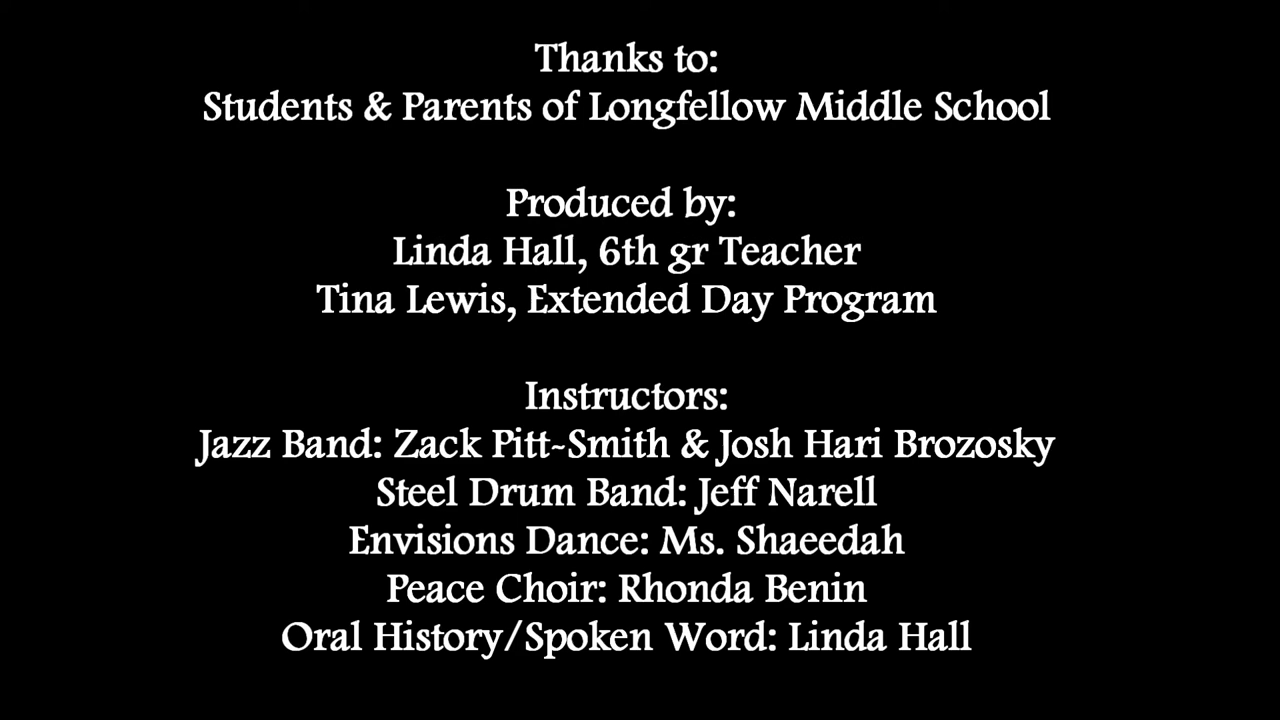 Thanks to:
Students & Parents of Longfellow Middle School
Produced by:
Linda Hall, 6th gr Teacher
Tina Lewis, Extended Day Program
Instructors:
Jazz Band: Zack Pitt-Smith & Josh Hari Brozosky
Steel Drum Band: Jeff Narell
Envisions Dance: Ms. Shaeedah
Peace Choir: Rhonda Benin
Oral History/Spoken Word: Linda Hall